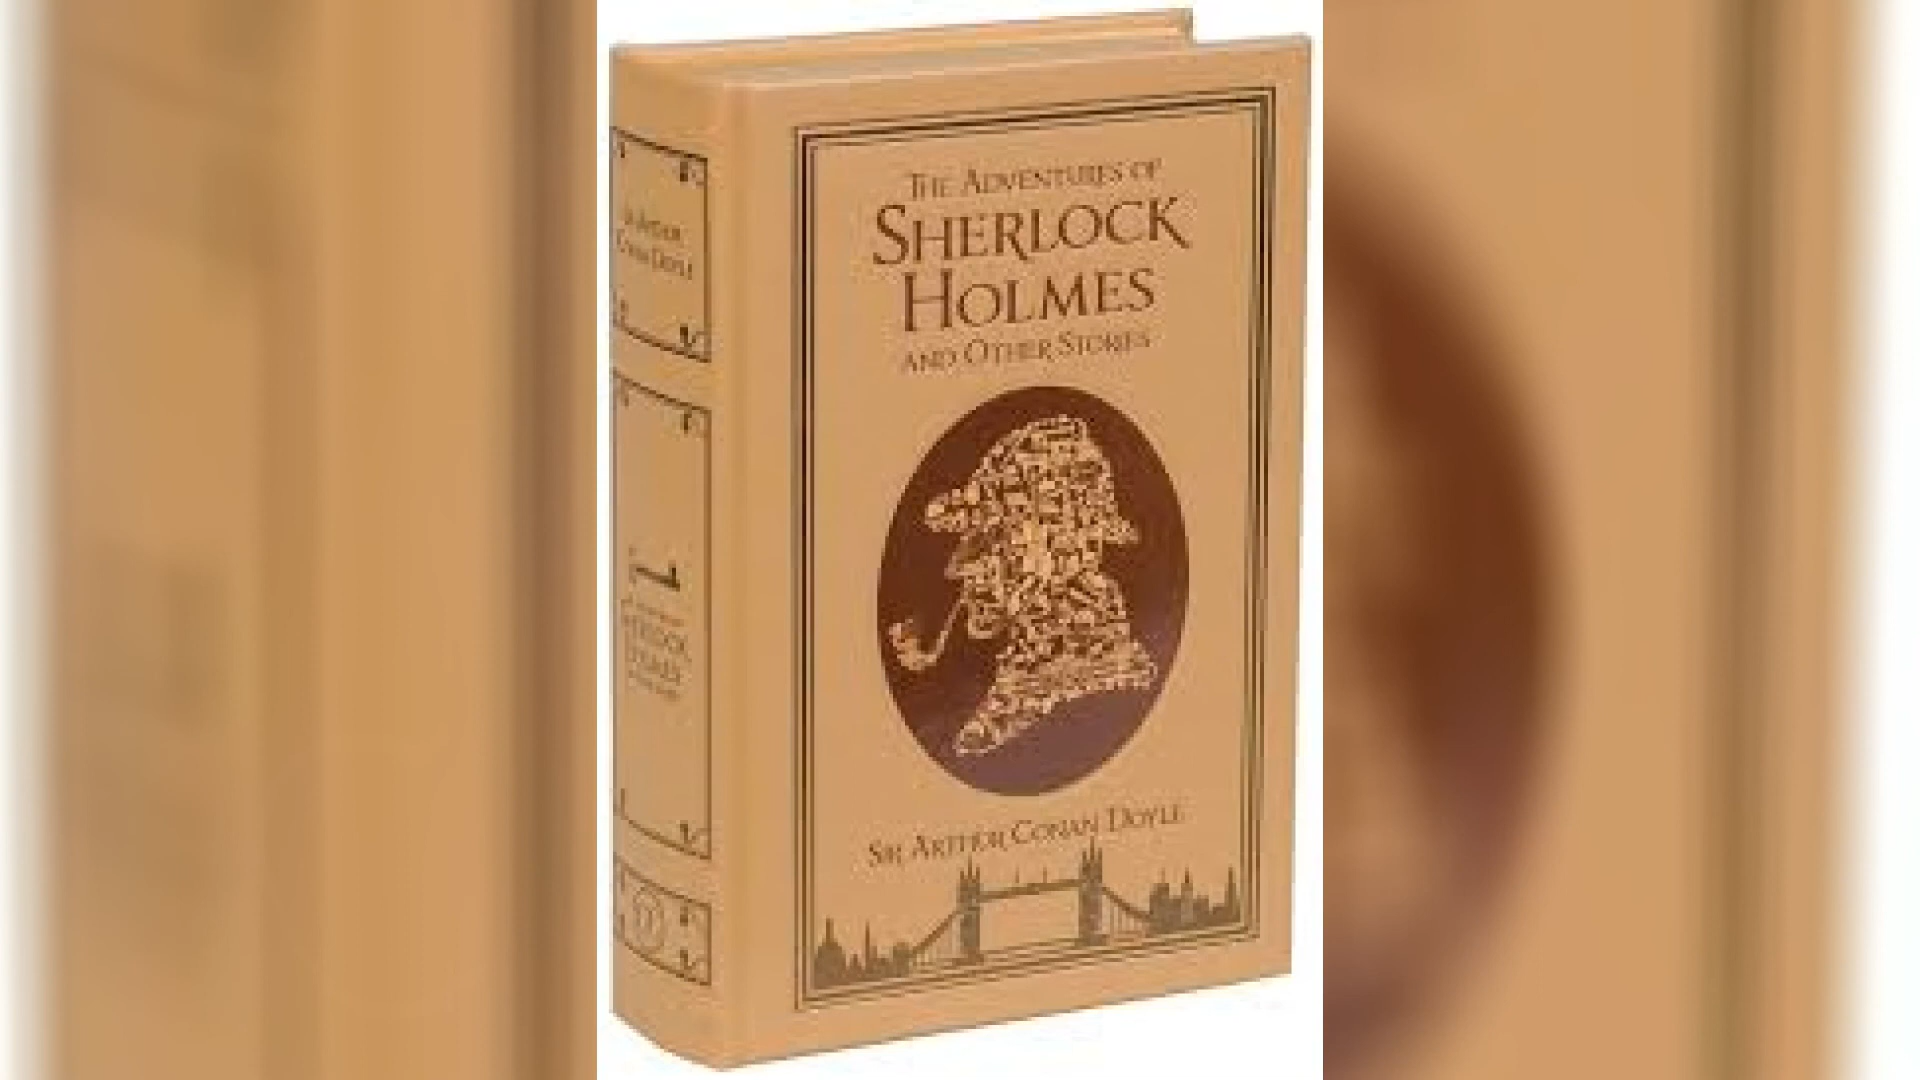 THE ADVENTURES OF
SHERLOCK
HOLMES
AND OTHER STORIES
SIR ARTHUR CONAN DOYLE
SIR ARTHUR
CONAN DOYLE